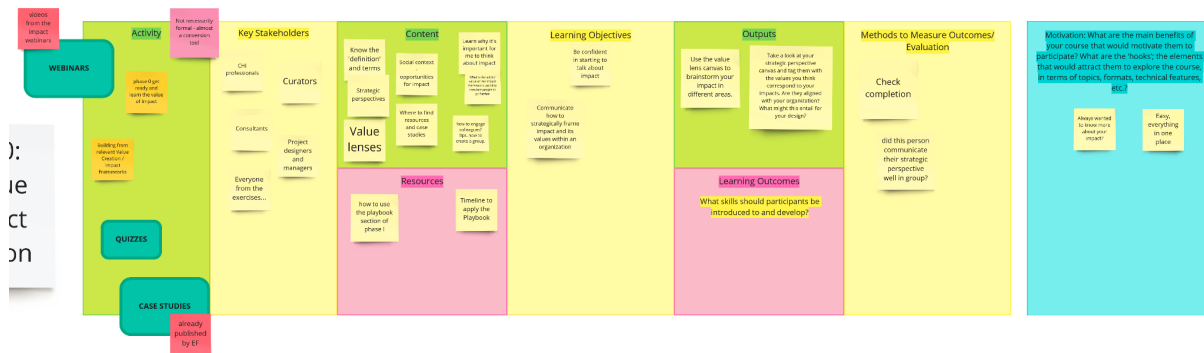 videos
from the
impact
webinars
WEBINARS
Activity
Not necessarily
formal - almost
a conversion
tool
phase 0 get
ready and
learn the value
of impact
Building from
relevant Value
Creation /
Impact
frameworks
QUIZZES
CASE STUDIES
already
published
by EF
0:
ue
ct
on
Key Stakeholders
CHI
professionals
Curators
Consultants
Project
designers
and
managers
Everyone
from the
exercises...
Content
Know the
'definition'
and terms
Social context
opportunities
for impact
Learn why it's
important for
me to think
about impact
Strategic
perspectives
Where to find
resources
and case
studies
Value
lenses
how to engage
colleagues?
tips, how to
create a group.
Resources
how to use
the playbook
section of
phase I
Timeline to
apply the
Playbook
Learning Objectives
Be confident
in starting to
talk about
impact
Communicate
how to
strategically frame
impact and its
values within an
organization
Outputs
Use the value
lens canvas to
brainstorm your
impact in
different areas.
Take a look at your
strategic perspective
canvas and tag them with
the values you think
correspond to your
impacts. Are they aligned
with your organization?
What might this entail for
your design?
Learning Outcomes
What skills should participants be
introduced to and develop?
Methods to Measure Outcomes/
Evaluation
Check
completion
did this person
communicate
their strategic
perspective
well in group?
Motivation: What are the main benefits of
your course that would motivate them to
participate? What are the 'hooks'; the elements
that would attract them to explore the course,
in terms of topics, formats, technical features,
etc.?
Always wanted
to know more
about your
impact?
Easy,
everything
in one
place